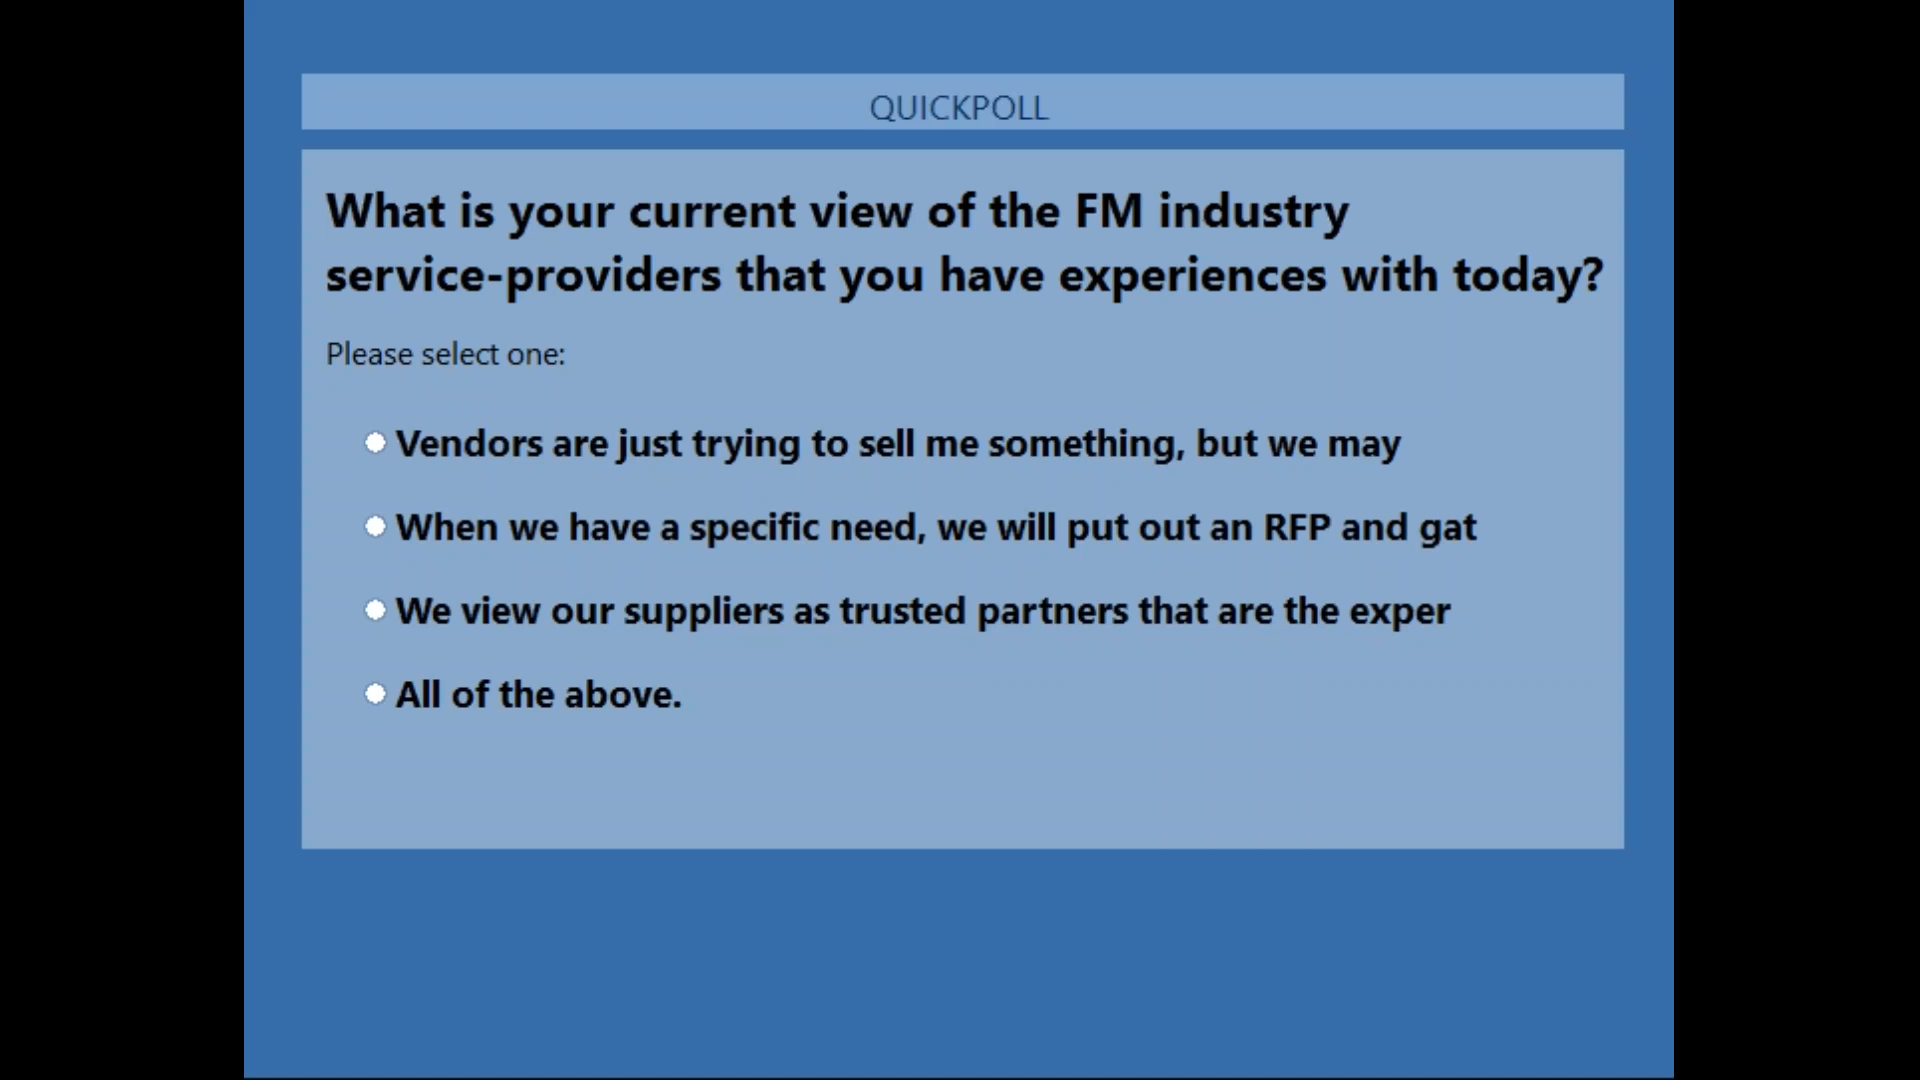 QUICKPOLL
What is your current view of the FM industry
service-providers that you have experiences with today?
Please select one:
Vendors are just trying to sell me something, but we may
When we have a specific need, we will put out an RFP and gat
We view our suppliers as trusted partners that are the exper
All of the above.